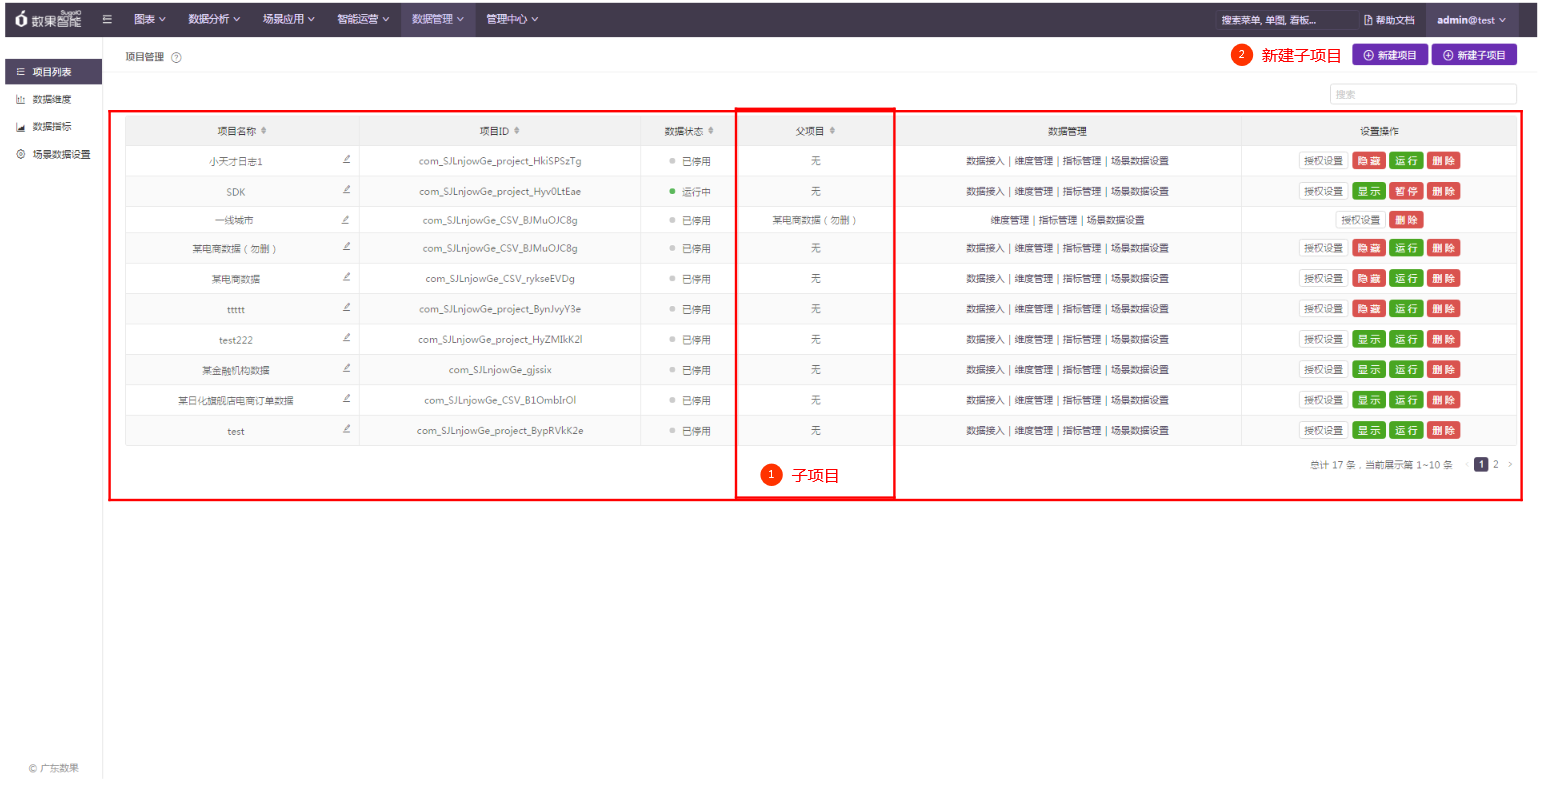 SugoIO
数果智能 图表 数据分析 场景应用 智能运营 数据管理 管理中心 搜索菜单, 单图, 看板... 帮助文档 admin@test
项目管理 ? 2 新建子项目 新建项目 新建子项目
项目列表
数据维度
数据指标
场景数据设置
搜索
项目名称 项目ID 数据状态 父项目 数据管理 设置操作
小天才日志1 com_SJLnjowGe_project_HkiSPSzTg 已停用 无 数据接入 | 维度管理 | 指标管理 | 场景数据设置 授权设置 隐藏 运行 删除
SDK com_SJLnjowGe_project_Hyv0LtEae 运行中 无 数据接入 | 维度管理 | 指标管理 | 场景数据设置 授权设置 显示 暂停 删除
一线城市 com_SJLnjowGe_CSV_BJMuOJC8g 已停用 某电商数据（勿删） 维度管理 | 指标管理 | 场景数据设置 授权设置 删除
某电商数据（勿删） com_SJLnjowGe_CSV_BJMuOJC8g 已停用 无 数据接入 | 维度管理 | 指标管理 | 场景数据设置 授权设置 隐藏 运行 删除
某电商数据 com_SJLnjowGe_CSV_rykseEVDg 已停用 无 数据接入 | 维度管理 | 指标管理 | 场景数据设置 授权设置 隐藏 运行 删除
ttttt com_SJLnjowGe_project_BynJvyY3e 已停用 无 数据接入 | 维度管理 | 指标管理 | 场景数据设置 授权设置 隐藏 运行 删除
test222 com_SJLnjowGe_project_HyZMIkK2l 已停用 无 数据接入 | 维度管理 | 指标管理 | 场景数据设置 授权设置 显示 运行 删除
某金融机构数据 com_SJLnjowGe_gjssix 已停用 无 数据接入 | 维度管理 | 指标管理 | 场景数据设置 授权设置 显示 运行 删除
某日化旗舰店电商订单数据 com_SJLnjowGe_CSV_B1OmbIrOl 已停用 无 数据接入 | 维度管理 | 指标管理 | 场景数据设置 授权设置 显示 运行 删除
test com_SJLnjowGe_project_BypRVkK2e 已停用 无 数据接入 | 维度管理 | 指标管理 | 场景数据设置 授权设置 显示 运行 删除
总计 17 条，当前展示第 1~10 条 < 1 2 >
1 子项目
© 广东数果